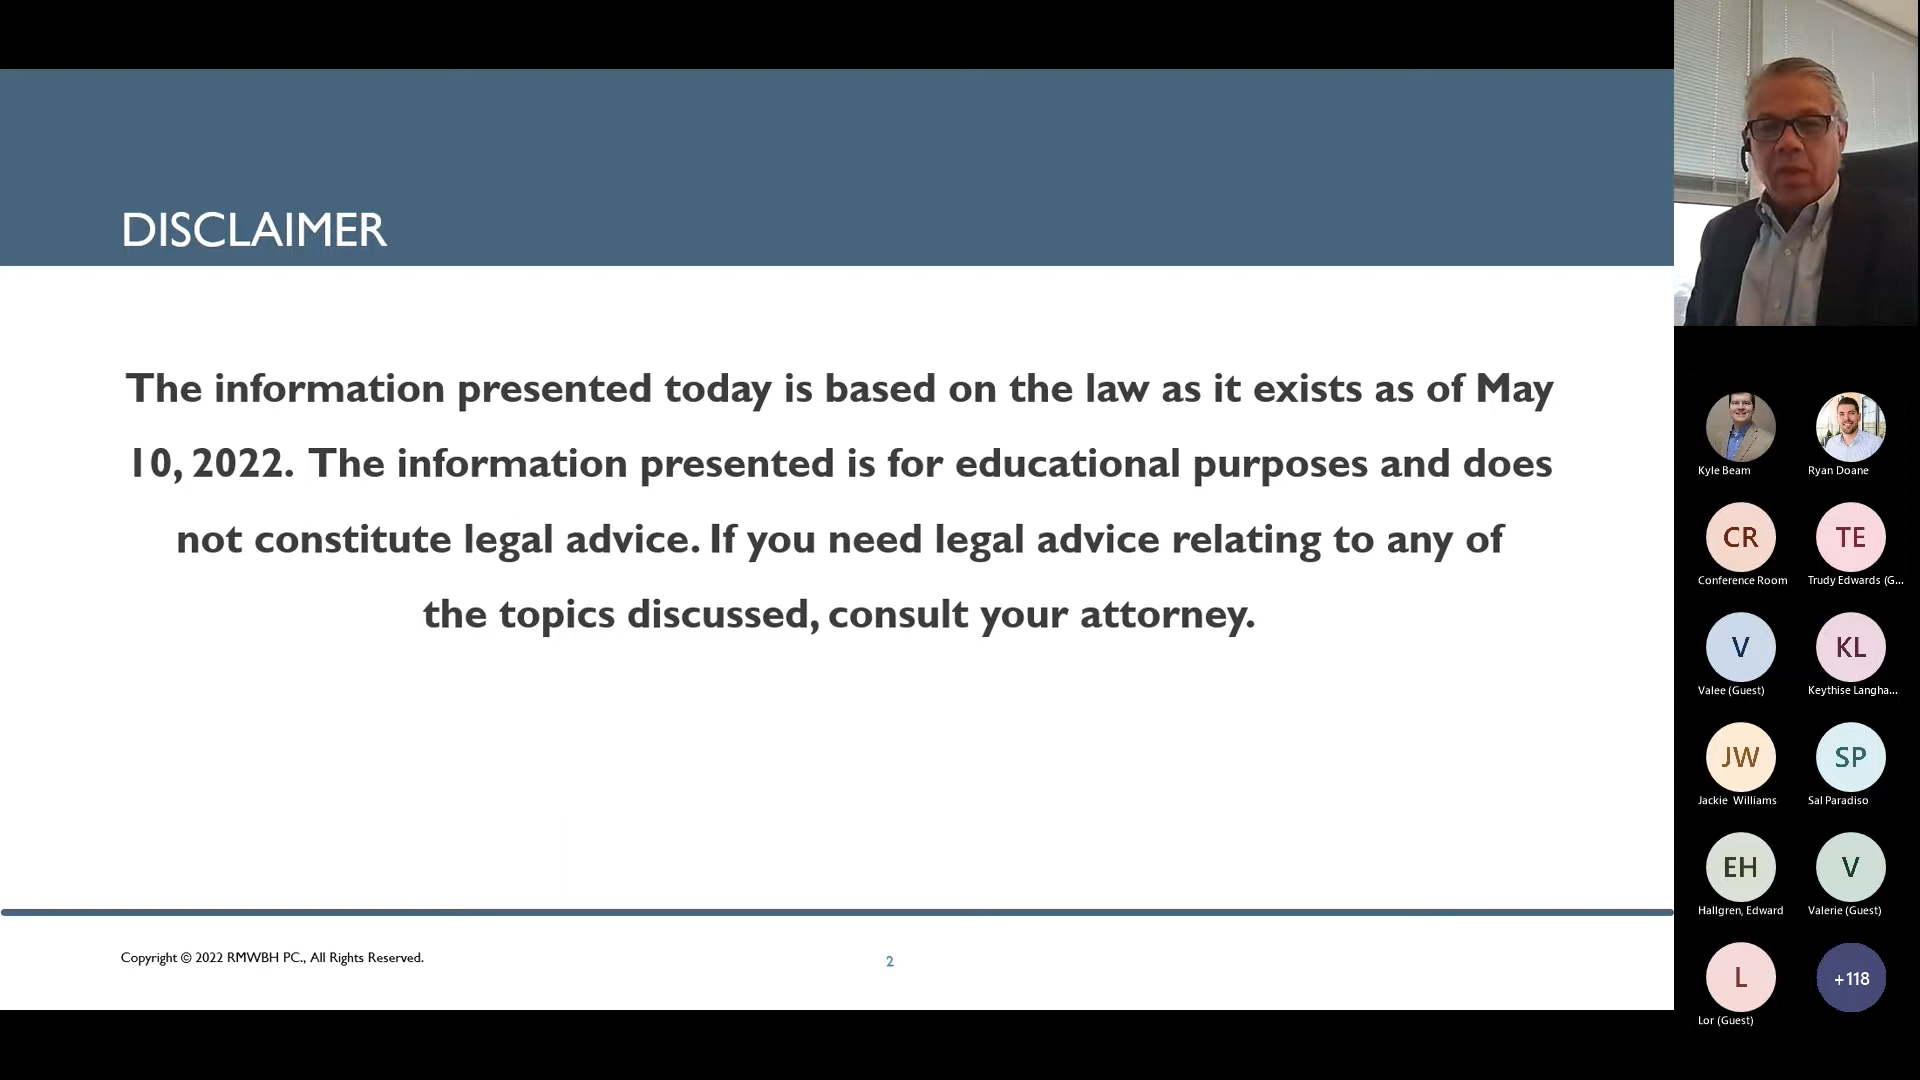 DISCLAIMER
The information presented today is based on the law as it exists as of May
10, 2022. The information presented is for educational purposes and does
not constitute legal advice. If you need legal advice relating to any of
the topics discussed, consult your attorney.
Copyright © 2022 RMWBH PC., All Rights Reserved.
2
Kyle Beam
Ryan Doane
CR
TE
Conference Room
Trudy Edwards (G...
V
KL
Valee (Guest)
Keythise Langha...
JW
SP
Jackie Williams
Sal Paradiso
EH
V
Hallgren, Edward
Valerie (Guest)
L
+118
Lor (Guest)